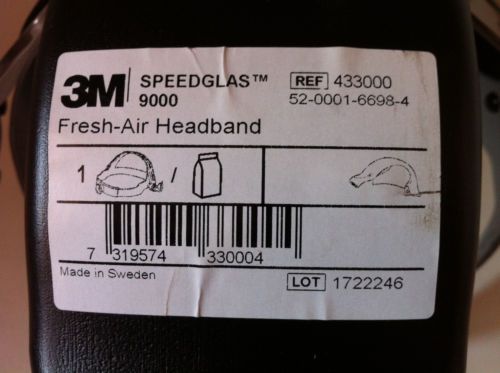 3M SPEEDGLAS™ REF 433000
9000 52-0001-6698-4
Fresh-Air Headband
1 /
7 319574 330004
Made in Sweden LOT 1722246